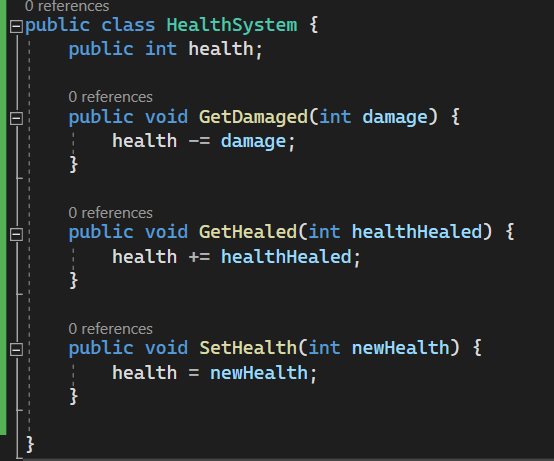 0 references
public class HealthSystem {
public int health;
0 references
public void GetDamaged(int damage) {
health -= damage;
}
0 references
public void GetHealed(int healthHealed) {
health += healthHealed;
}
0 references
public void SetHealth(int newHealth) {
health = newHealth;
}
}